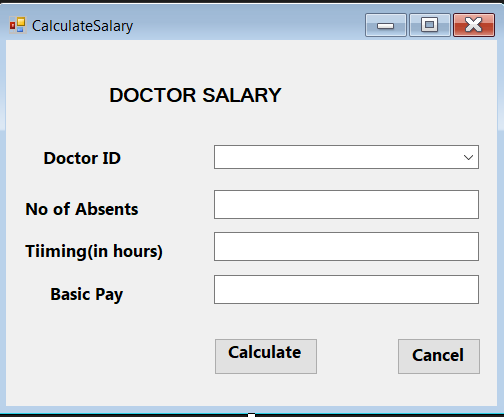 CalculateSalary
DOCTOR SALARY
Doctor ID
No of Absents
Tiiming(in hours)
Basic Pay
Calculate Cancel